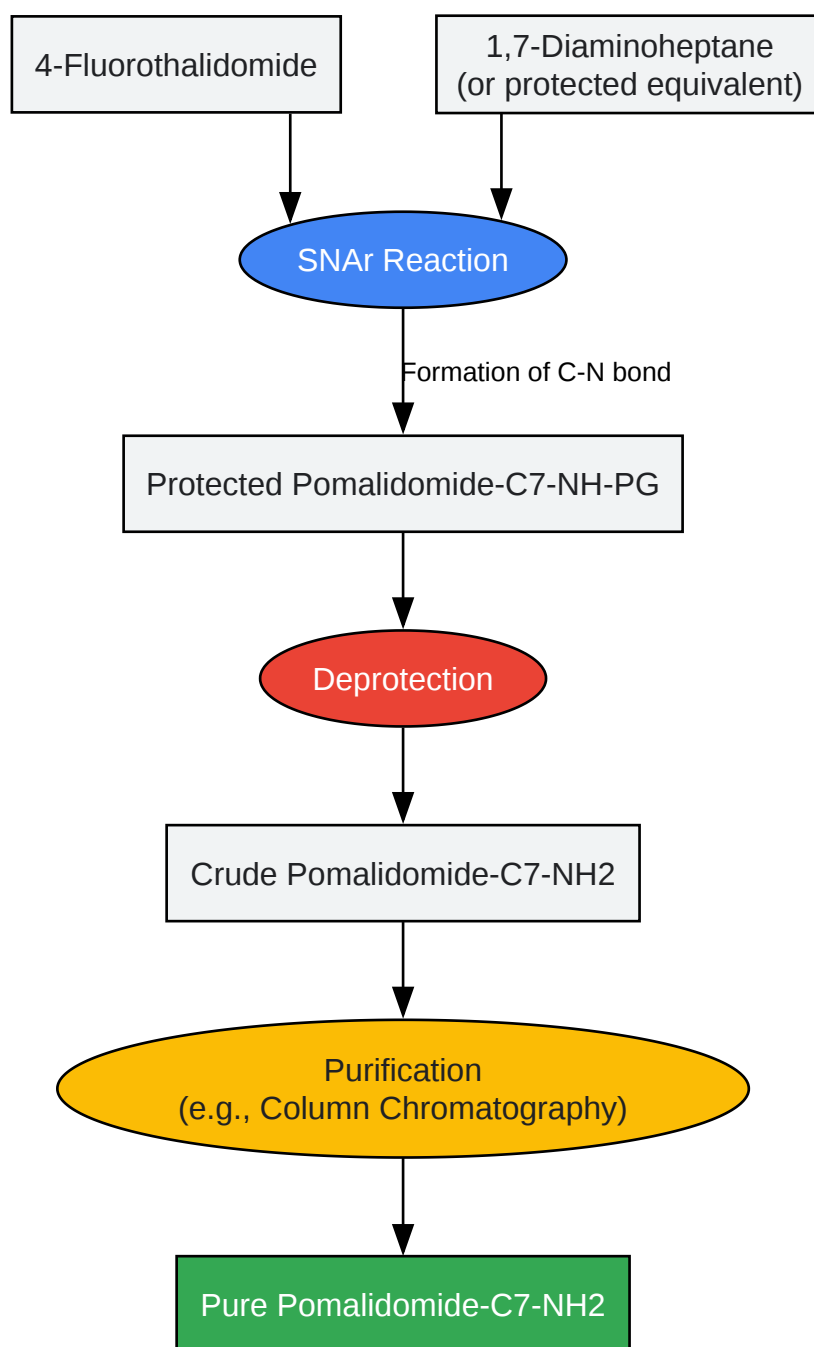 4-Fluorothalidomide
1,7-Diaminoheptane
(or protected equivalent)
SNAr Reaction
Formation of C-N bond
Protected Pomalidomide-C7-NH-PG
Deprotection
Crude Pomalidomide-C7-NH2
Purification
(e.g., Column Chromatography)
Pure Pomalidomide-C7-NH2